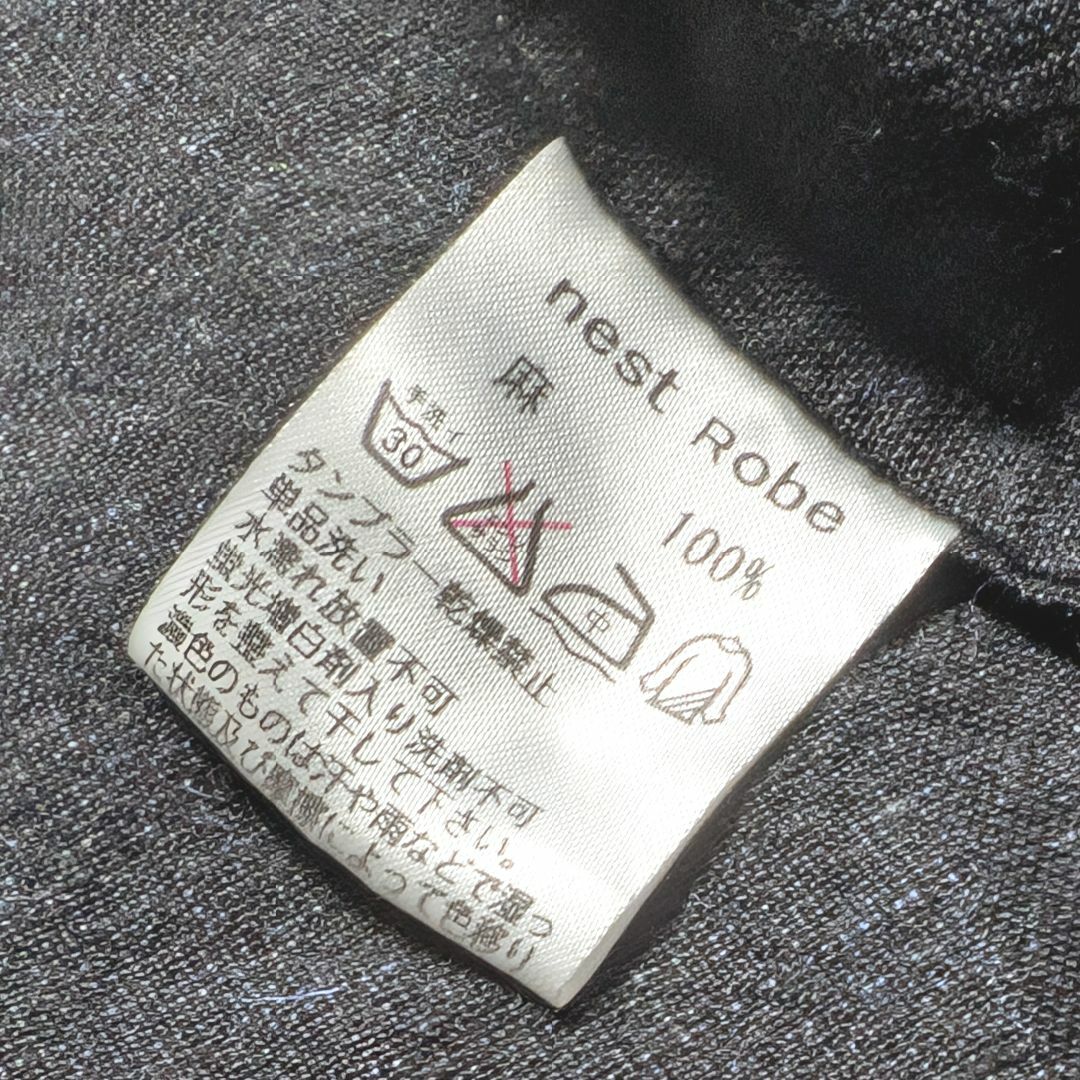 nest Robe
麻 100%
手洗イ
30
中
タンブラー乾燥禁止
単品洗い
水濡れ放置不可
蛍光増白剤入り洗剤不可
形を整えて干して下さい。
濃色のものは汗や雨などで湿っ
た状態及び摩擦によって色移り